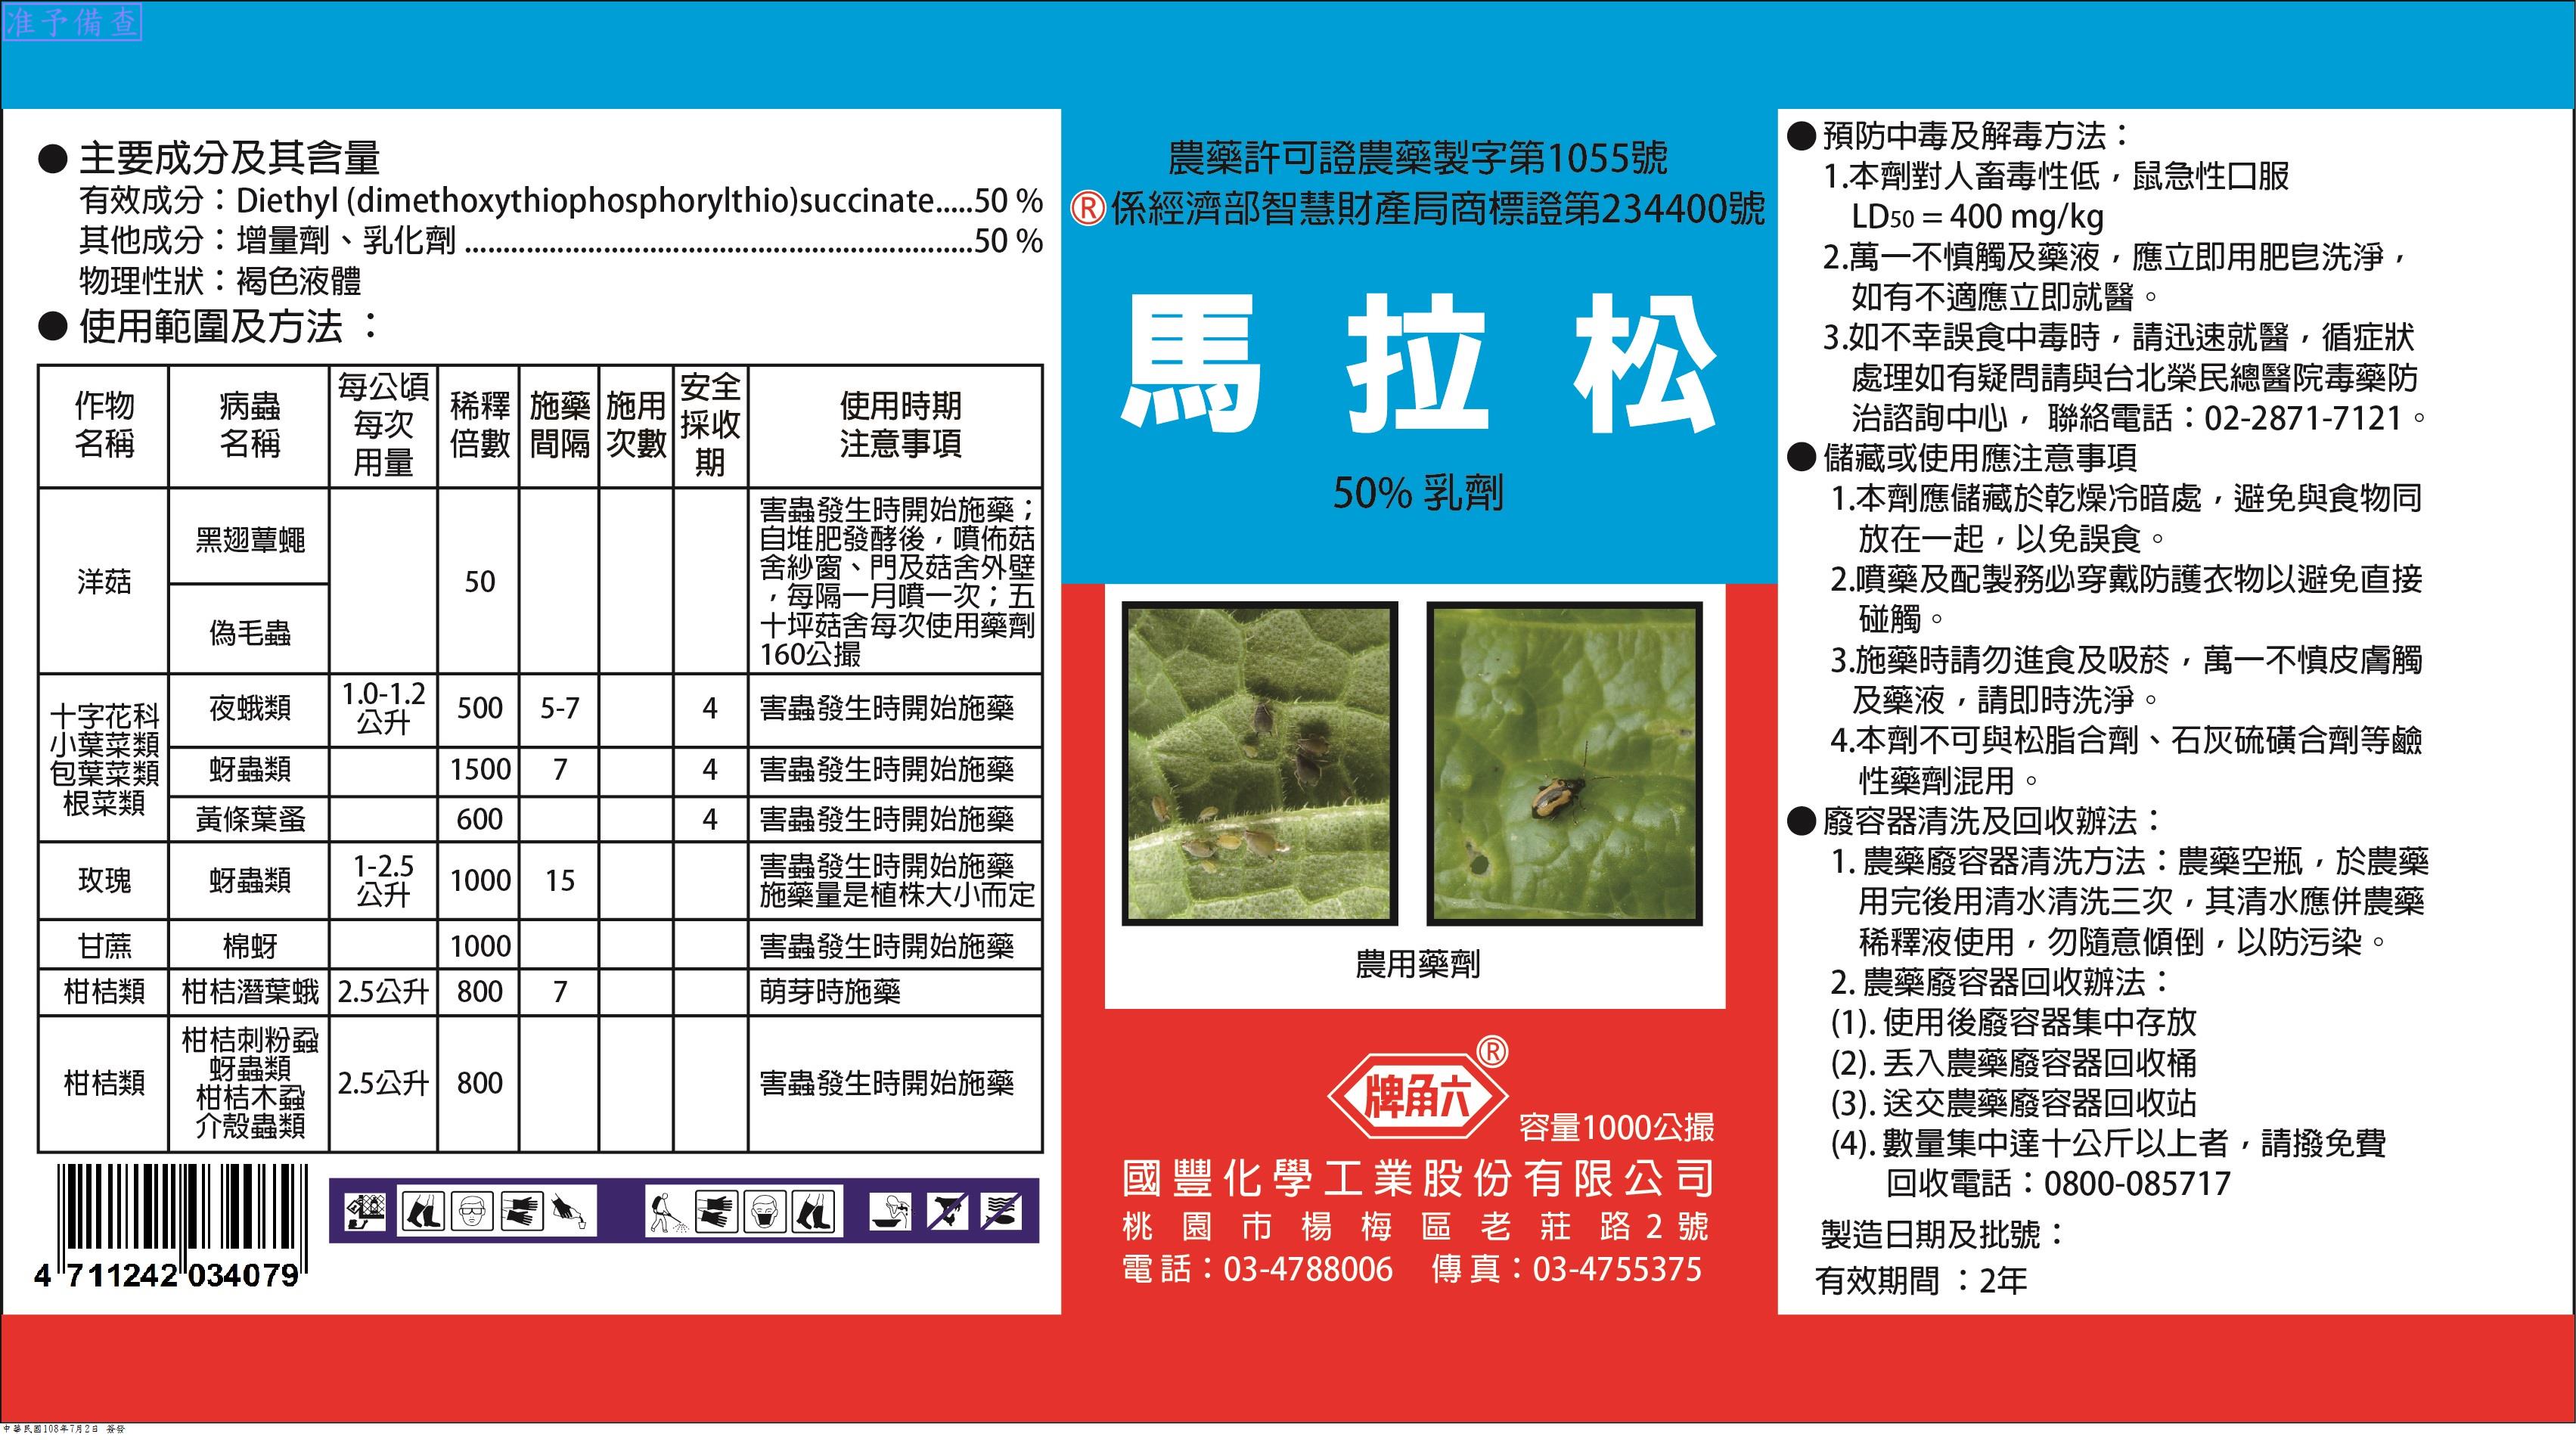 准予備查
● 主要成分及其含量
有效成分：Diethyl (dimethoxythiophosphorylthio)succinate.....50 %
其他成分：增量劑、乳化劑 .................................................................50 %
物理性狀：褐色液體
● 使用範圍及方法 ：
作物名稱 病蟲名稱 每公頃每次用量 稀釋倍數 施藥間隔 施用次數 安全採收期 使用時期注意事項
洋菇
黑翅蕈蠅
偽毛蟲
50
害蟲發生時開始施藥；
自堆肥發酵後，噴佈菇
舍紗窗、門及菇舍外壁
，每隔一月噴一次；五
十坪菇舍每次使用藥劑
160公撮
十字花科
小葉菜類
包葉菜類
根菜類
夜蛾類 1.0-1.2公升 500 5-7 4 害蟲發生時開始施藥
蚜蟲類 1500 7 4 害蟲發生時開始施藥
黃條葉蚤 600 4 害蟲發生時開始施藥
玫瑰 蚜蟲類 1-2.5公升 1000 15 害蟲發生時開始施藥
施藥量是植株大小而定
甘蔗 棉蚜 1000 害蟲發生時開始施藥
柑桔類 柑桔潛葉蛾 2.5公升 800 7 萌芽時施藥
柑桔類
柑桔刺粉蝨
蚜蟲類
柑桔木蝨
介殼蟲類
2.5公升 800 害蟲發生時開始施藥
4 711242 034079
農藥許可證農藥製字第1055號
®係經濟部智慧財產局商標證第234400號
馬拉松
50% 乳劑
農用藥劑
牌角六
®
容量1000公撮
國豐化學工業股份有限公司
桃園市楊梅區老莊路2號
電話：03-4788006 傳真：03-4755375
● 預防中毒及解毒方法：
1.本劑對人畜毒性低，鼠急性口服
LD50 = 400 mg/kg
2.萬一不慎觸及藥液，應立即用肥皂洗淨，
如有不適應立即就醫。
3.如不幸誤食中毒時，請迅速就醫，循症狀
處理如有疑問請與台北榮民總醫院毒藥防
治諮詢中心， 聯絡電話：02-2871-7121。
● 儲藏或使用應注意事項
1.本劑應儲藏於乾燥冷暗處，避免與食物同
放在一起，以免誤食。
2.噴藥及配製務必穿戴防護衣物以避免直接
碰觸。
3.施藥時請勿進食及吸菸，萬一不慎皮膚觸
及藥液，請即時洗淨。
4.本劑不可與松脂合劑、石灰硫磺合劑等鹼
性藥劑混用。
● 廢容器清洗及回收辦法：
1. 農藥廢容器清洗方法：農藥空瓶，於農藥
用完後用清水清洗三次，其清水應併農藥
稀釋液使用，勿隨意傾倒，以防污染。
2. 農藥廢容器回收辦法：
(1). 使用後廢容器集中存放
(2). 丟入農藥廢容器回收桶
(3). 送交農藥廢容器回收站
(4). 數量集中達十公斤以上者，請撥免費
回收電話：0800-085717
製造日期及批號：
有效期間 ：2年
中華民國108年7月2日 簽發